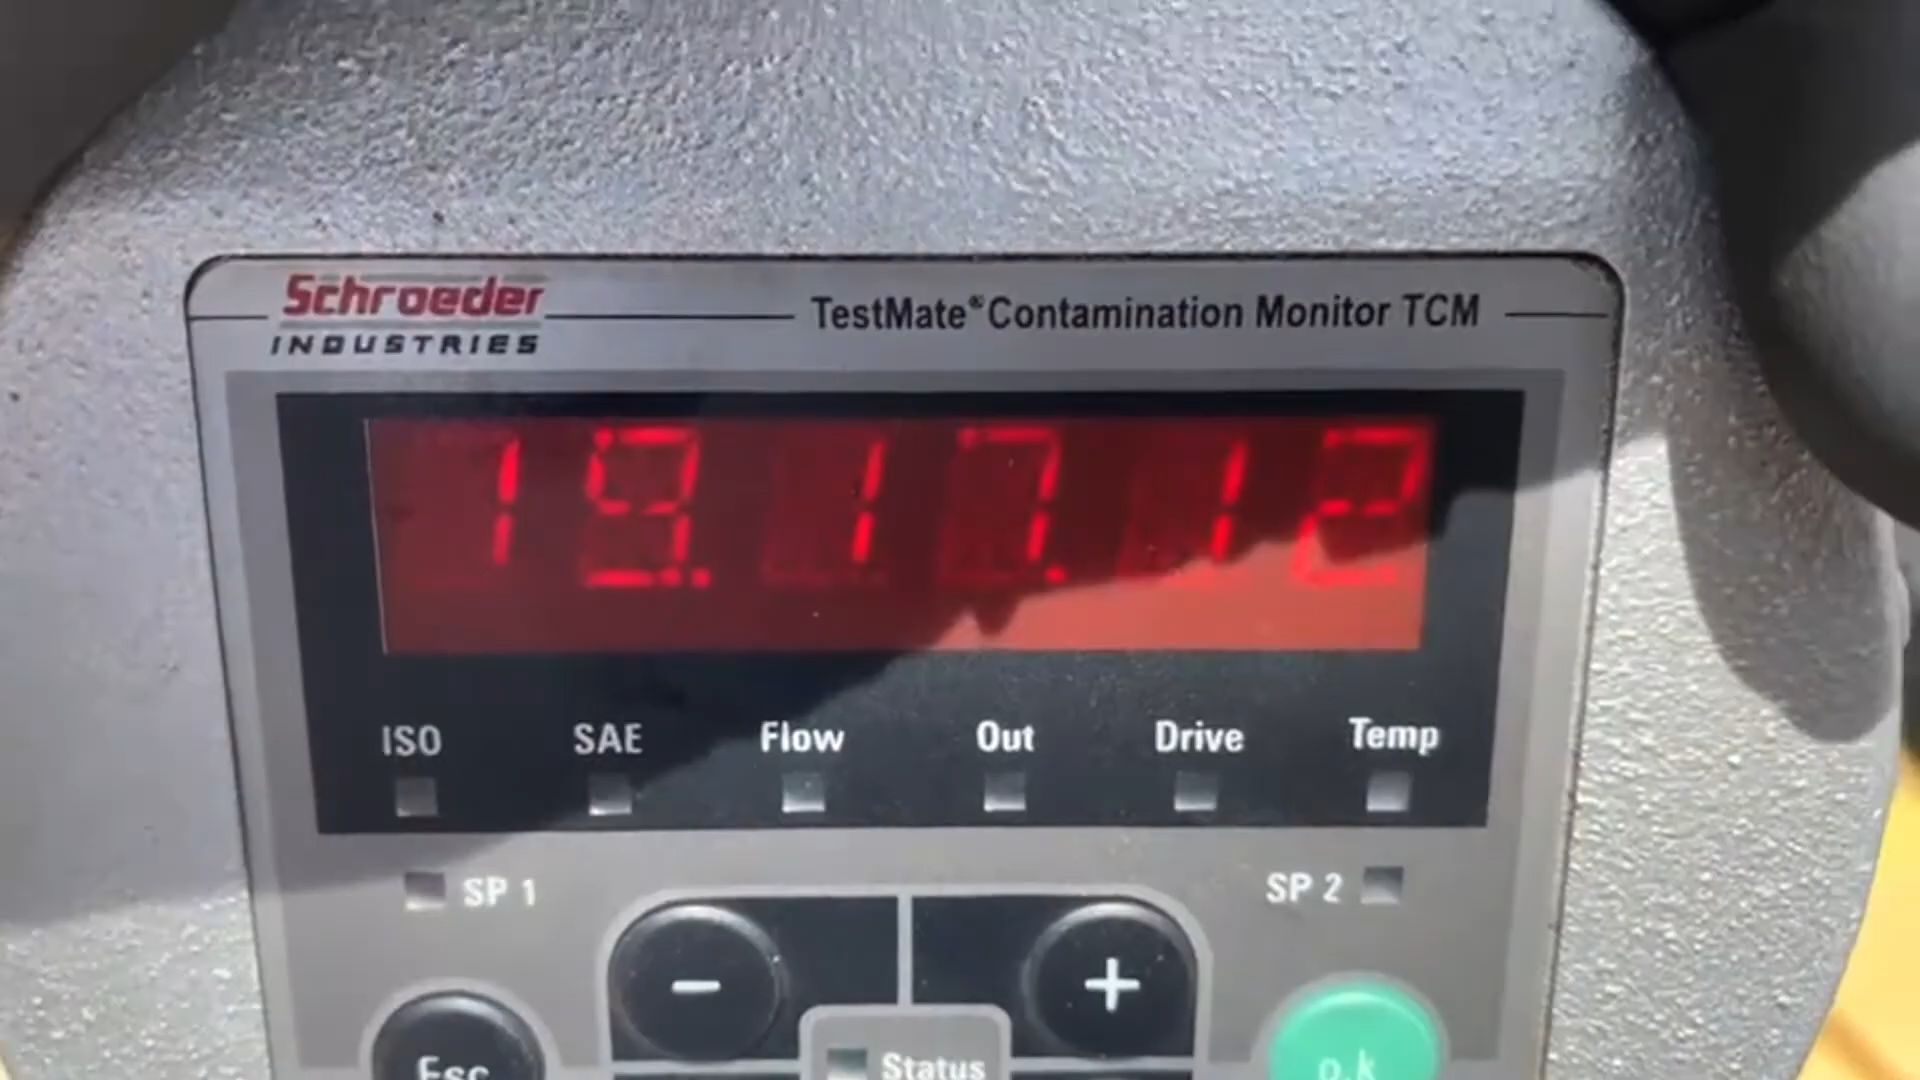 Schroeder
INDUSTRIES
TestMate® Contamination Monitor TCM
19.17.12
ISO SAE Flow Out Drive Temp
SP 1 SP 2
- +
Esc Status o.k